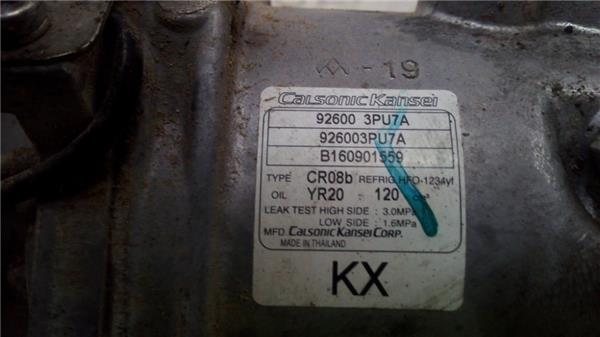 - 19
Calsonic Kansei
92600 3PU7A
926003PU7A
B160901559
TYPE CR08b REFRIG HFO-1234yf
OIL YR20 120 cm³
LEAK TEST HIGH SIDE : 3.0MPa
LOW SIDE : 1.6MPa
MFD. Calsonic Kansei Corp.
MADE IN THAILAND
KX